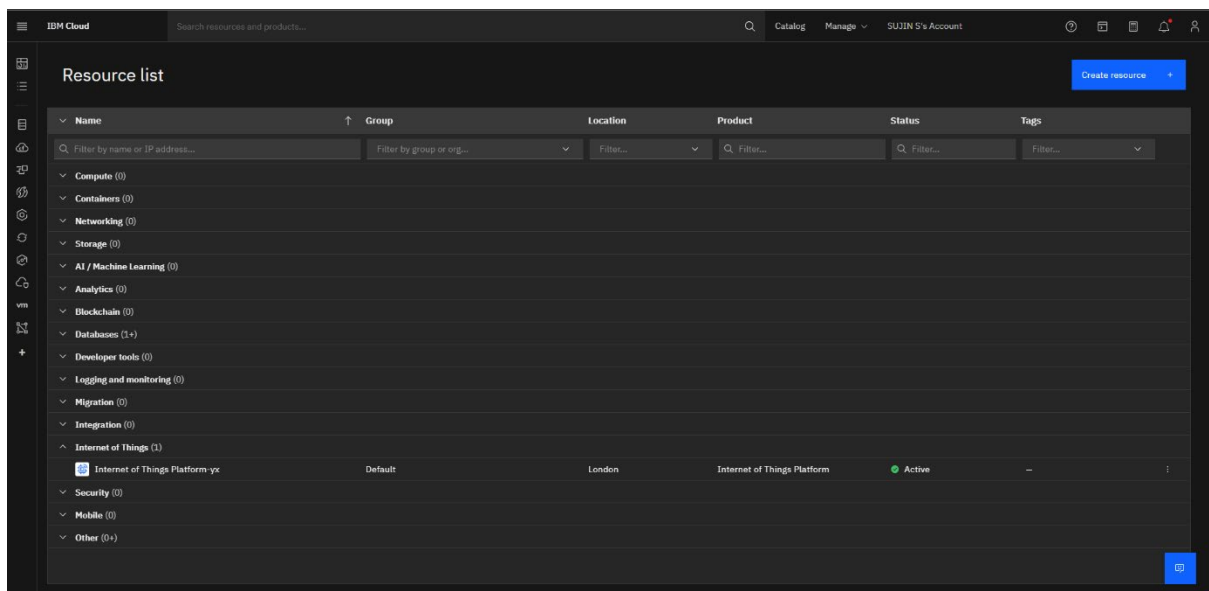 IBM Cloud Search resources and products... Catalog Manage SUJIN S's Account
Resource list
Create resource +
Name Group Location Product Status Tags
Filter by name or IP address... Filter by group or org... Filter... Filter... Filter... Filter...
Compute (0)
Containers (0)
Networking (0)
Storage (0)
AI / Machine Learning (0)
Analytics (0)
Blockchain (0)
Databases (1+)
Developer tools (0)
Logging and monitoring (0)
Migration (0)
Integration (0)
Internet of Things (1)
Internet of Things Platform-yx Default London Internet of Things Platform Active –
Security (0)
Mobile (0)
Other (0+)
vm